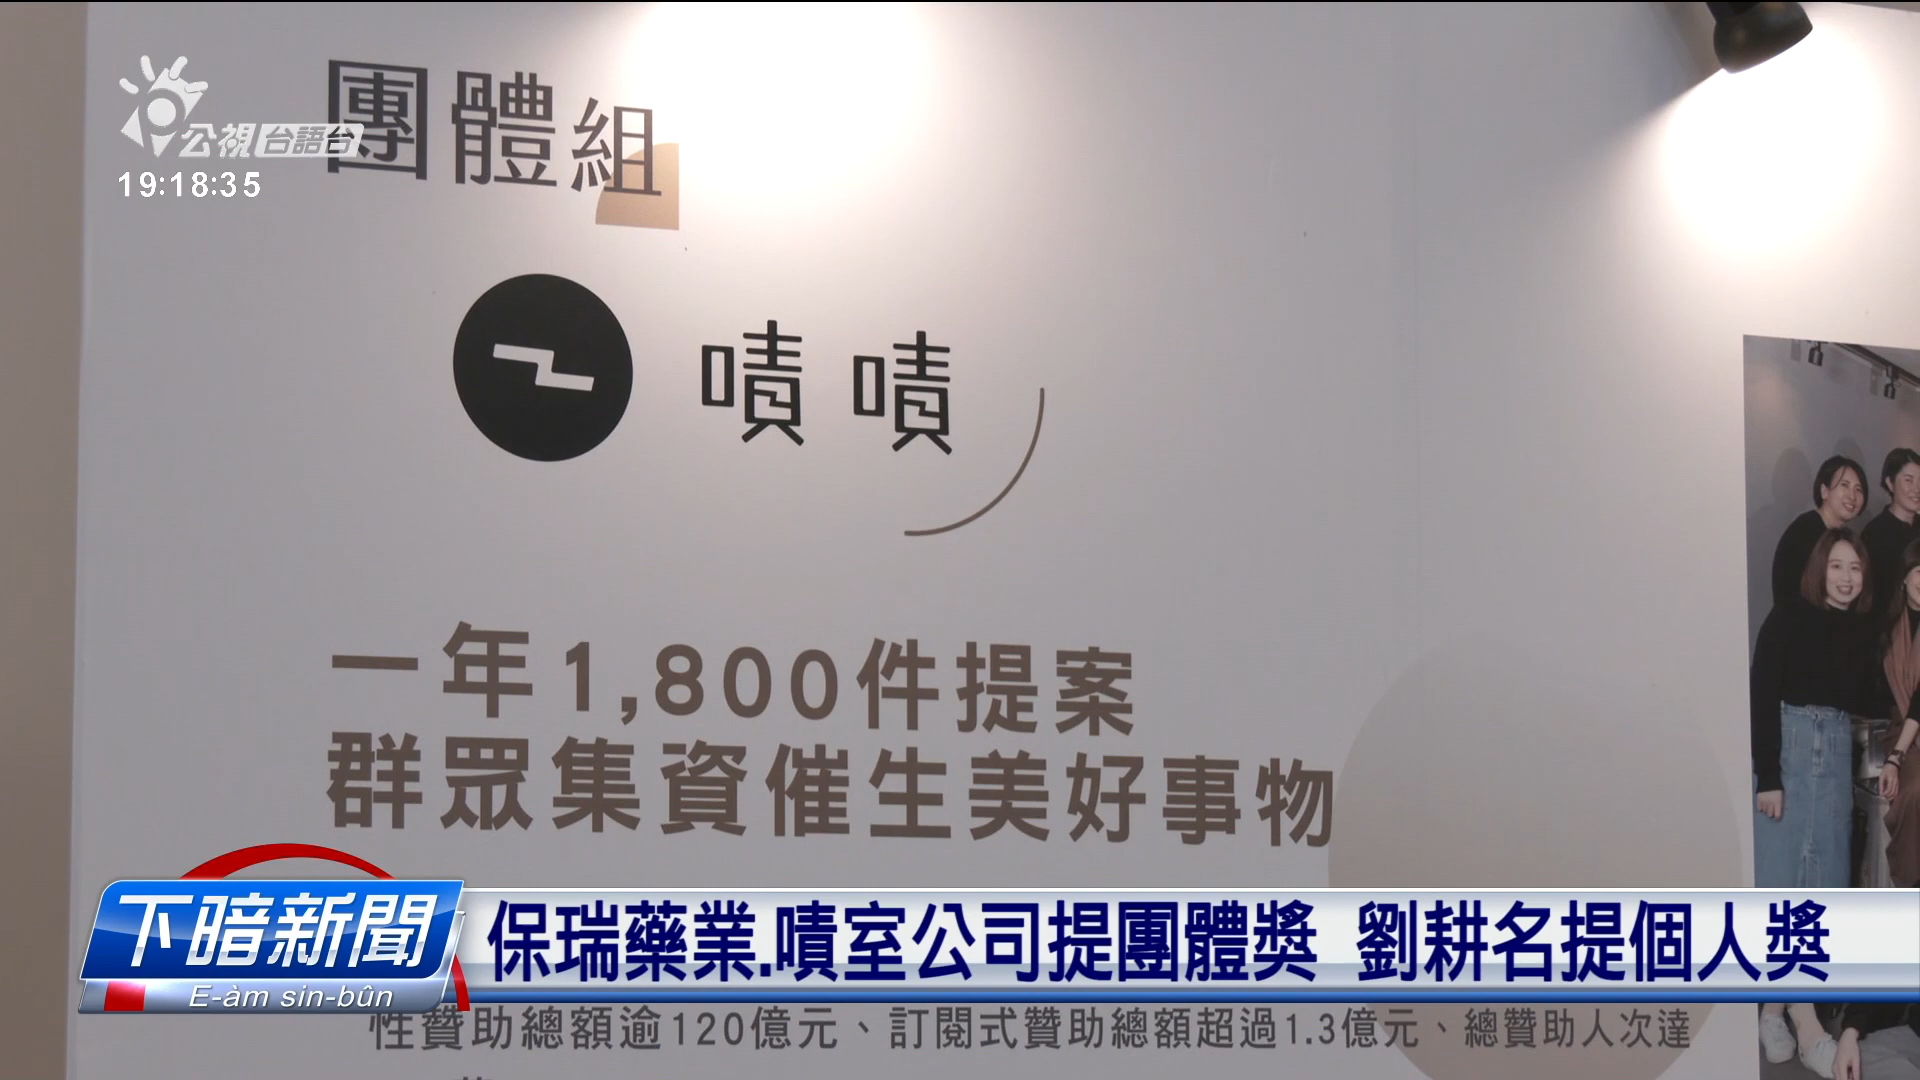 團體組
公視台語台
19:18:35
嘖嘖
一年1,800件提案
群眾集資催生美好事物
下暗新聞
E-àm sin-bûn
保瑞藥業.嘖室公司提團體獎 劉耕名提個人獎
性贊助總額逾120億元、訂閱式贊助總額超過1.3億元、總贊助人次達